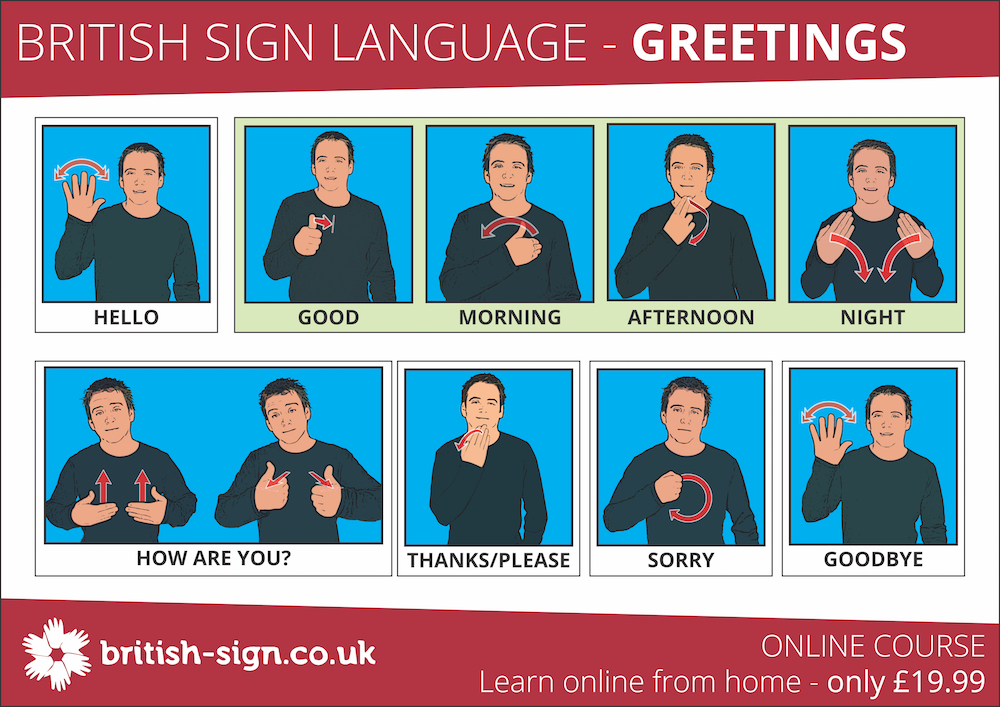 BRITISH SIGN LANGUAGE - GREETINGS
HELLO
GOOD
MORNING
AFTERNOON
NIGHT
HOW ARE YOU?
THANKS/PLEASE
SORRY
GOODBYE
british-sign.co.uk
ONLINE COURSE
Learn online from home - only £19.99